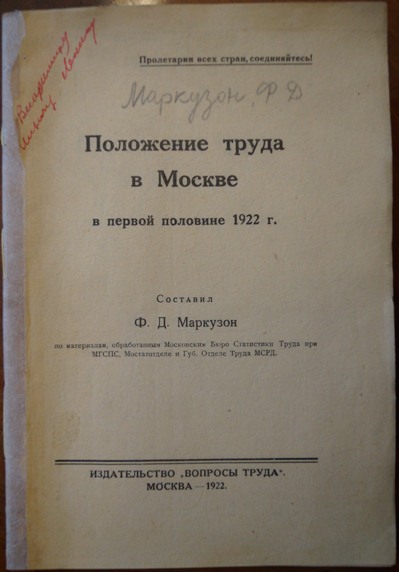 Пролетарии всех стран, соединяйтесь!
Маркузон, Ф Д
Положение труда
в Москве
в первой половине 1922 г.
Составил
Ф. Д. Маркузон
по материалам, обработанным Московским Бюро Статистики Труда при
МГСПС, Мосстатотделе и Губ. Отделе Труда МСРД.
ИЗДАТЕЛЬСТВО „ВОПРОСЫ ТРУДА“.
МОСКВА — 1922.